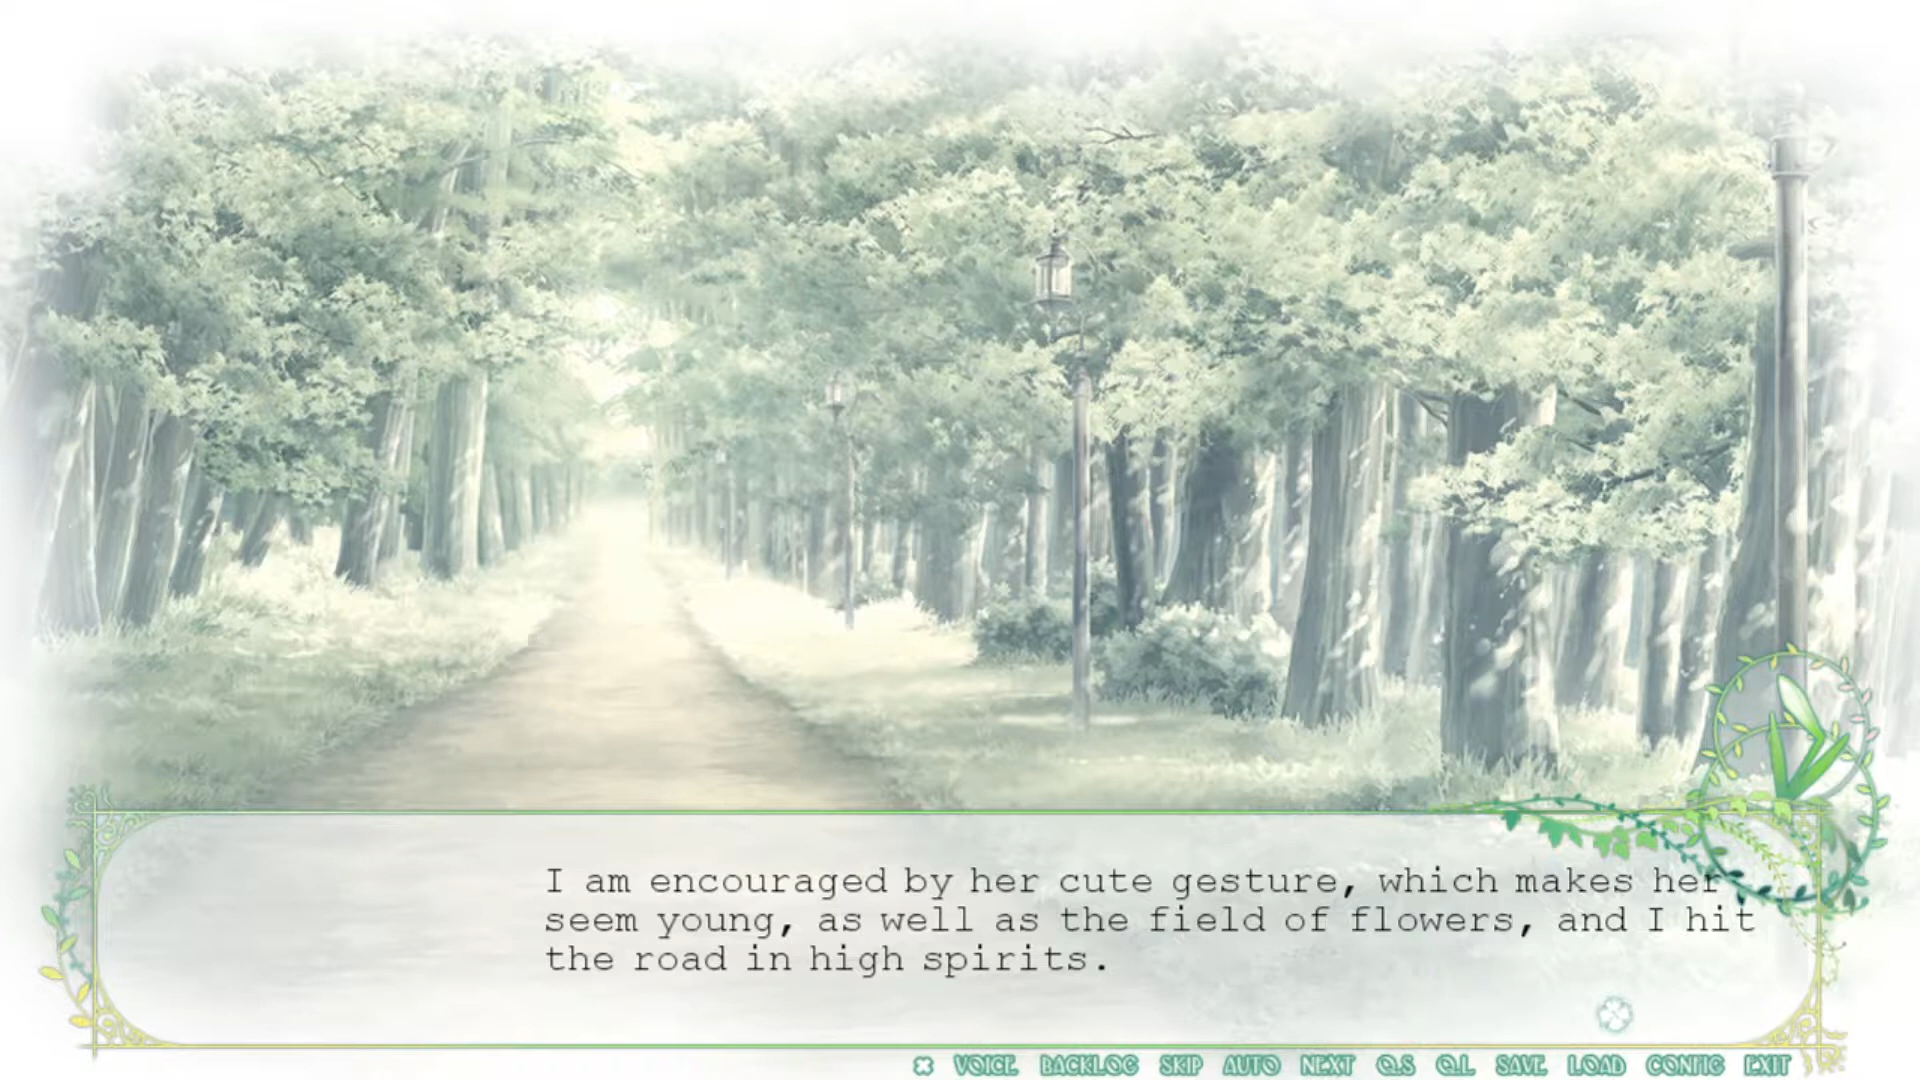 I am encouraged by her cute gesture, which makes her
seem young, as well as the field of flowers, and I hit
the road in high spirits.
VOICE BACKLOG SKIP AUTO NEXT Q.S Q.L SAVE LOAD CONFIG EXIT